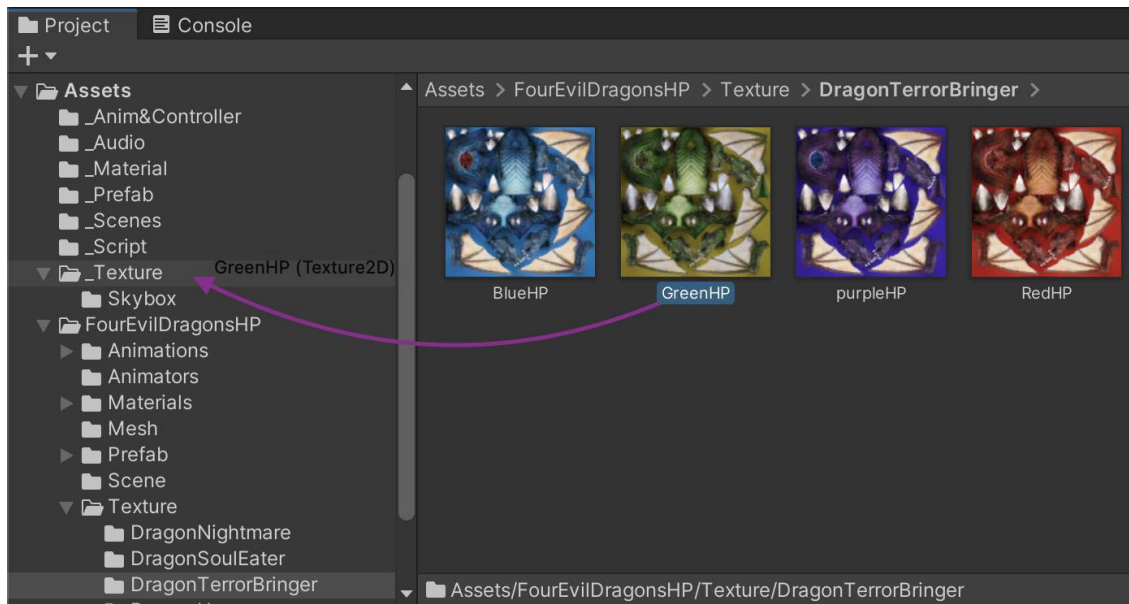 Project
Console
Assets
_Anim&Controller
_Audio
_Material
_Prefab
_Scenes
_Script
_Texture
GreenHP (Texture2D)
Skybox
FourEvilDragonsHP
Animations
Animators
Materials
Mesh
Prefab
Scene
Texture
DragonNightmare
DragonSoulEater
DragonTerrorBringer
Assets > FourEvilDragonsHP > Texture > DragonTerrorBringer >
BlueHP
GreenHP
purpleHP
RedHP
Assets/FourEvilDragonsHP/Texture/DragonTerrorBringer